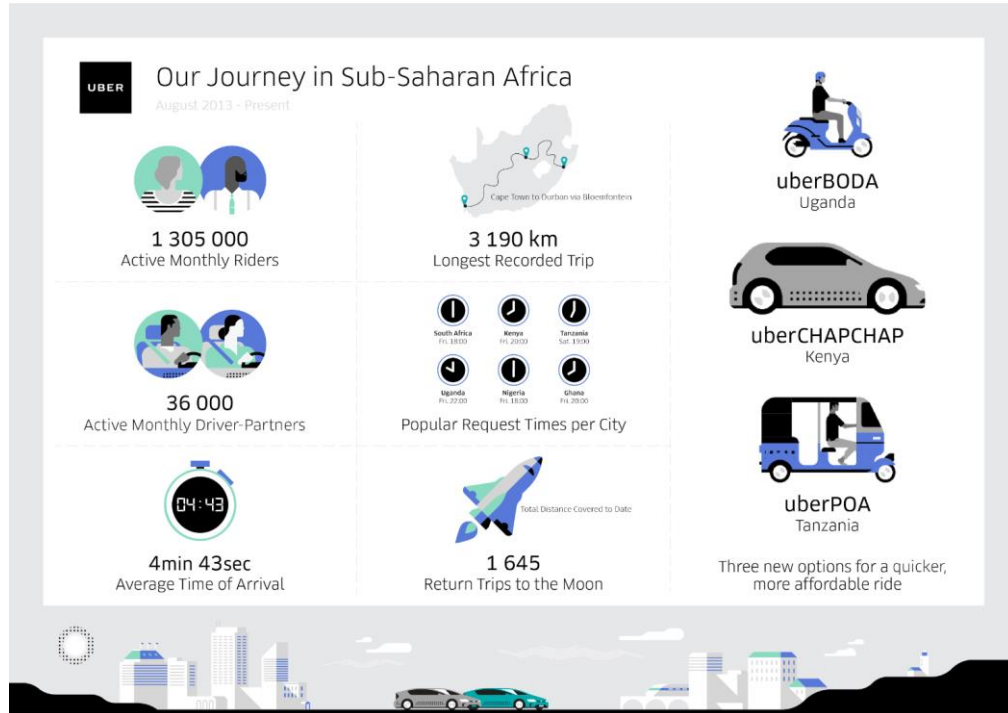 UBER
Our Journey in Sub-Saharan Africa
August 2013 - Present
1 305 000
Active Monthly Riders
Cape Town to Durban via Bloemfontein
3 190 km
Longest Recorded Trip
36 000
Active Monthly Driver-Partners
South Africa
Fri. 18:00
Kenya
Fri. 20:00
Tanzania
Sat. 19:00
Uganda
Fri. 22:00
Nigeria
Fri. 18:00
Ghana
Fri. 20:00
Popular Request Times per City
04:43
4min 43sec
Average Time of Arrival
Total Distance Covered to Date
1 645
Return Trips to the Moon
uberBODA
Uganda
uberCHAPCHAP
Kenya
uberPOA
Tanzania
Three new options for a quicker,
more affordable ride